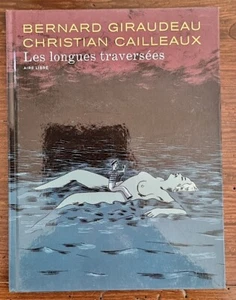 BERNARD GIRAUDEAU
CHRISTIAN CAILLEAUX
Les longues traversées
AIRE LIBRE